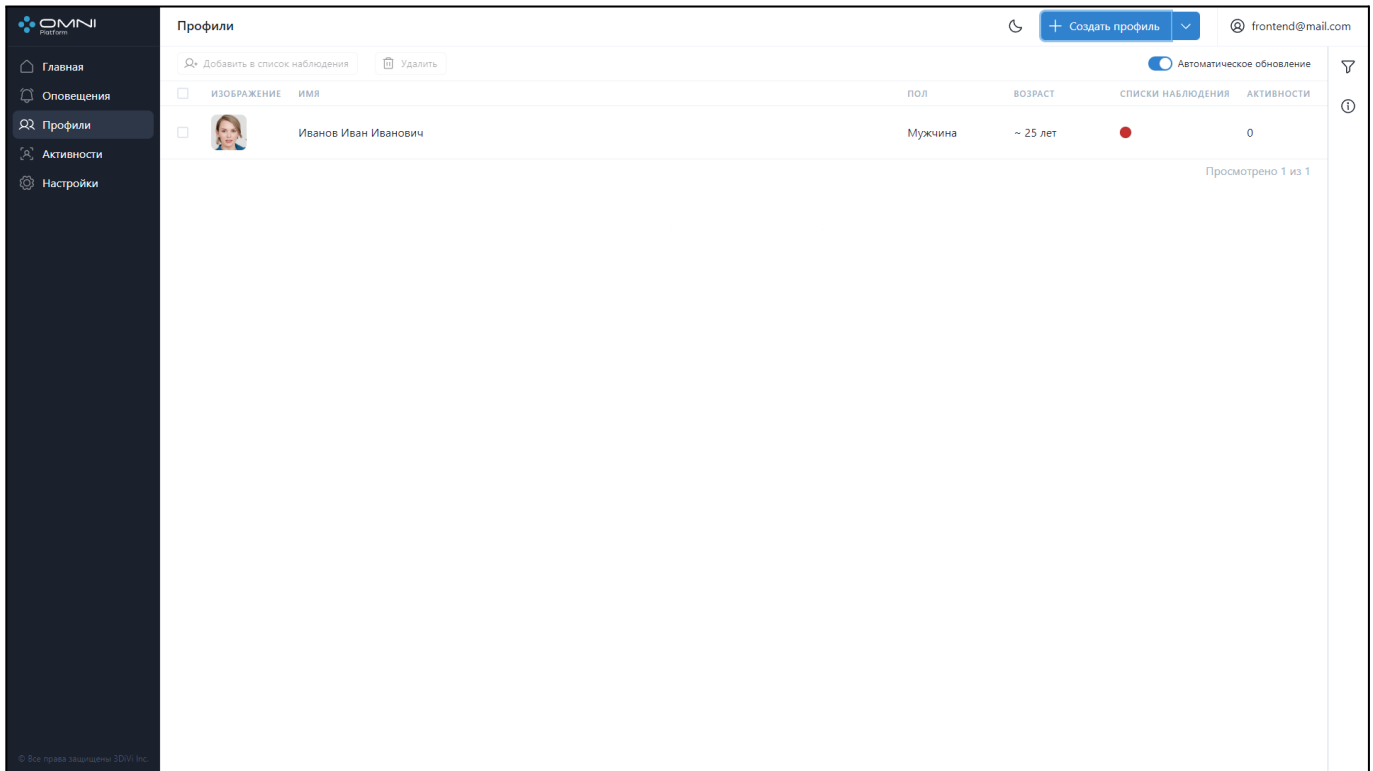 OMNI
Platform
Профили
Создать профиль
frontend@mail.com
Главная
Оповещения
Профили
Активности
Настройки
Добавить в список наблюдения
Удалить
Автоматическое обновление
ИЗОБРАЖЕНИЕ ИМЯ ПОЛ ВОЗРАСТ СПИСКИ НАБЛЮДЕНИЯ АКТИВНОСТИ
Иванов Иван Иванович Мужчина ~ 25 лет 0
Просмотрено 1 из 1
© Все права защищены 3DiVi Inc.